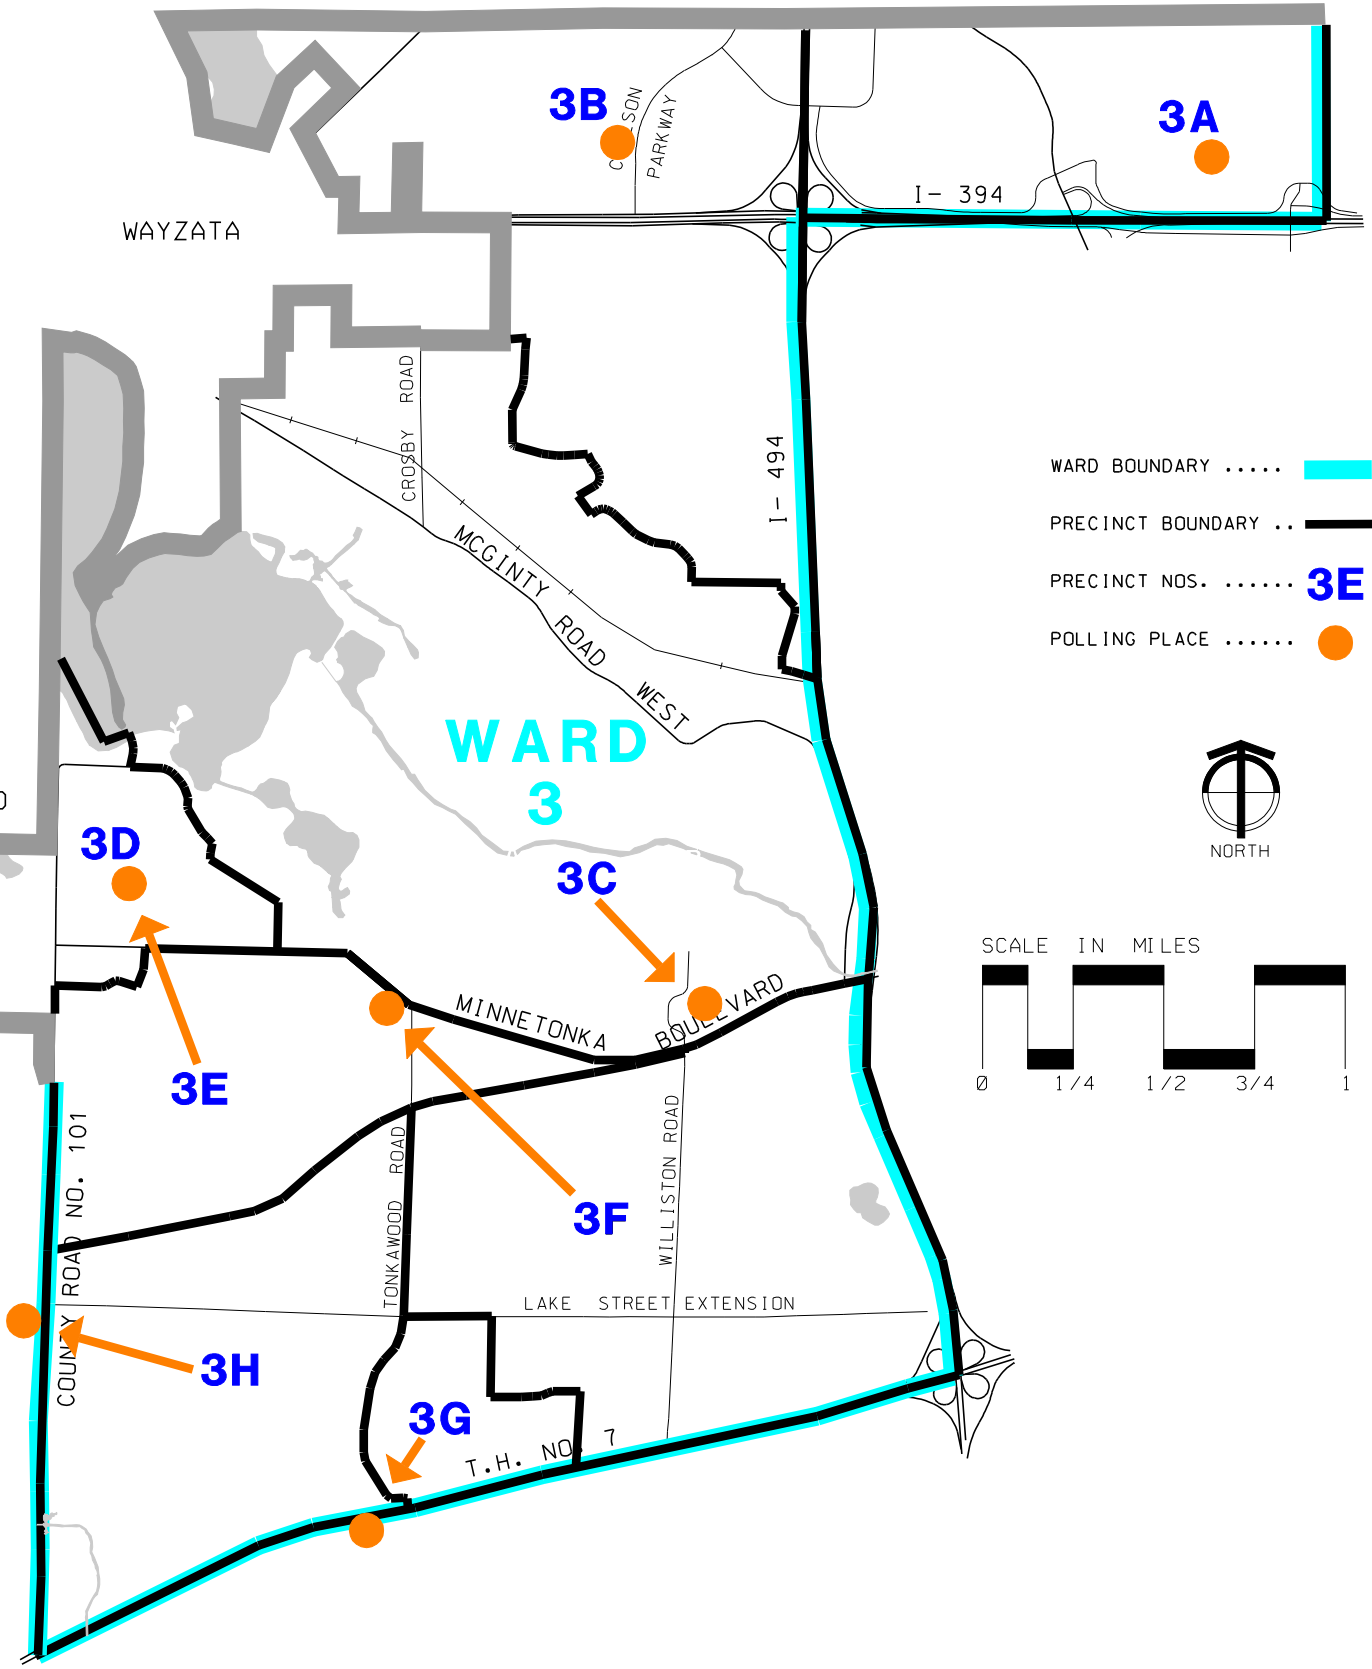 3B
SON
PARKWAY
3A
I- 394
WAYZATA
CROSBY ROAD
I- 494
WARD BOUNDARY .....
PRECINCT BOUNDARY ..
PRECINCT NOS. ......
3E
POLLING PLACE ......
MCGINTY ROAD WEST
WARD
3
3D
3C
NORTH
SCALE IN MILES
0 1/4 1/2 3/4 1
MINNETONKA BOULEVARD
3E
3F
COUNTY ROAD NO. 101
TONKAWOOD ROAD
WILLISTON ROAD
LAKE STREET EXTENSION
3H
3G
T.H. NO. 7